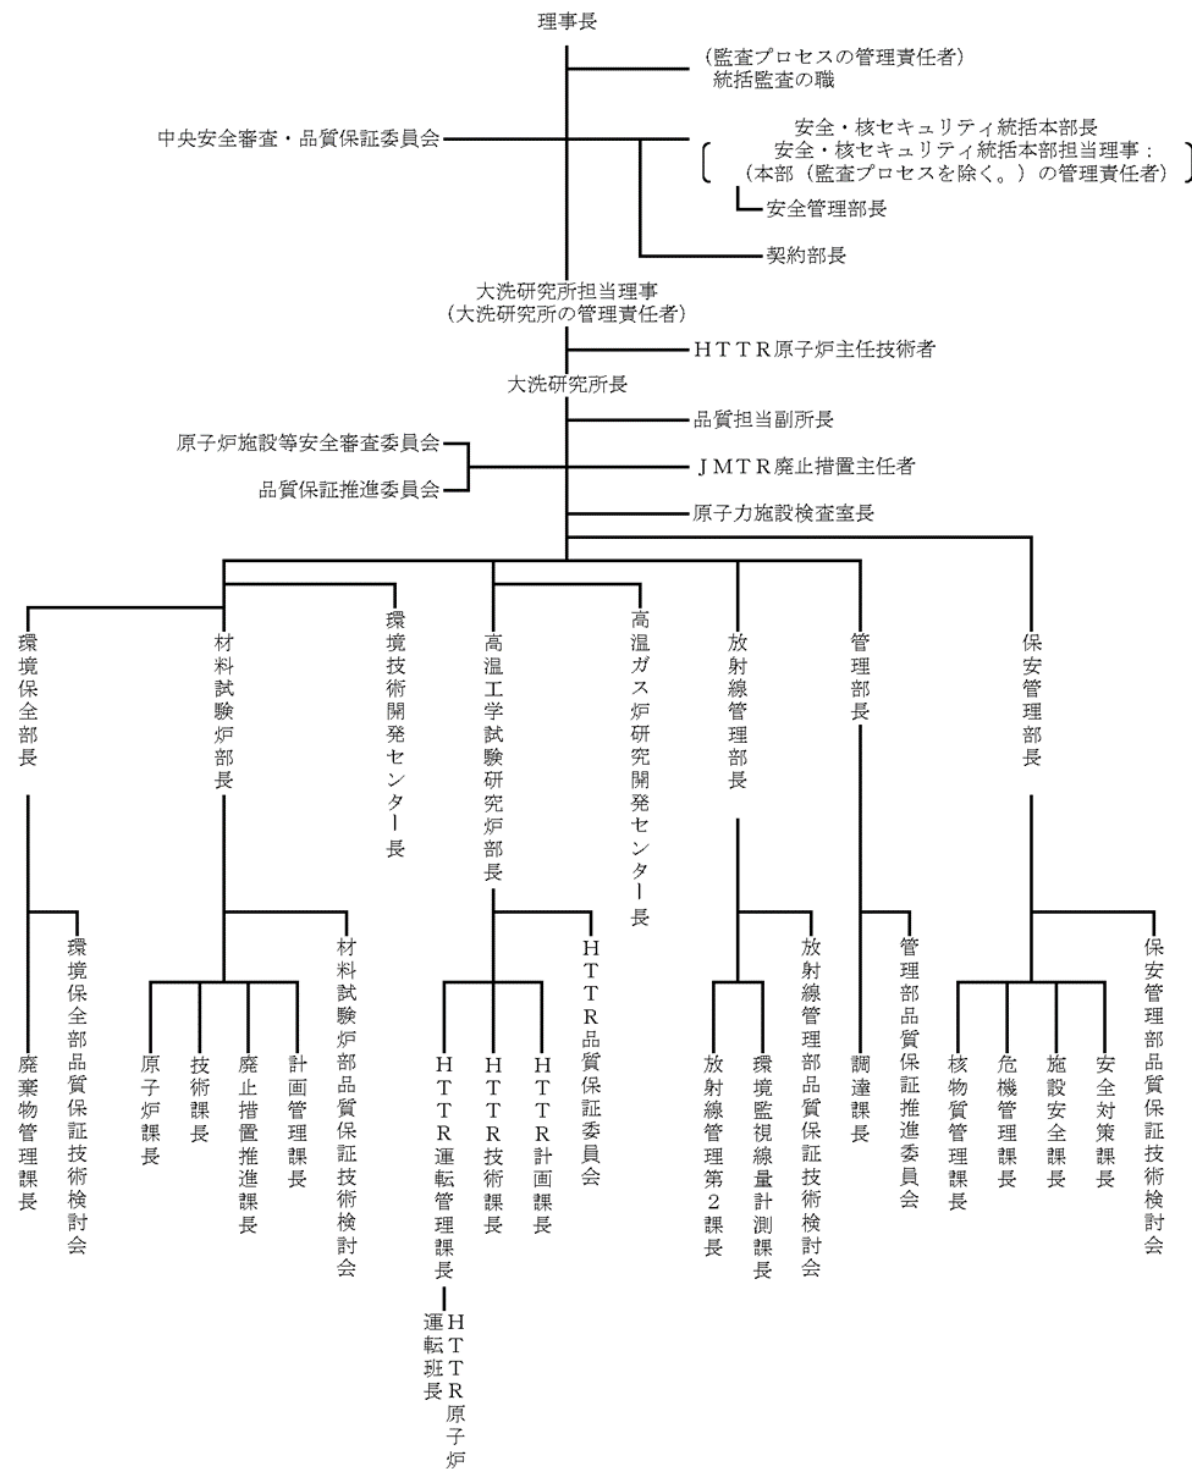 理事長
(監査プロセスの管理責任者)
統括監査の職
中央安全審査・品質保証委員会
安全・核セキュリティ統括本部長
安全・核セキュリティ統括本部担当理事：
(本部（監査プロセスを除く。）の管理責任者)
安全管理部長
契約部長
大洗研究所担当理事
(大洗研究所の管理責任者)
ＨＴＴＲ原子炉主任技術者
大洗研究所長
品質担当副所長
原子炉施設等安全審査委員会
ＪＭＴＲ廃止措置主任者
品質保証推進委員会
原子力施設検査室長
環境保全部長
材料試験炉部長
環境技術開発センター長
高温工学試験研究炉部長
高温ガス炉研究開発センター長
放射線管理部長
管理部長
保安管理部長
廃棄物管理課長
環境保全部品質保証技術検討会
原子炉課長
技術課長
廃止措置推進課長
計画管理課長
材料試験炉部品質保証技術検討会
ＨＴＴＲ運転管理課長
ＨＴＴＲ技術課長
ＨＴＴＲ計画課長
ＨＴＴＲ品質保証委員会
放射線管理第２課長
環境監視線量計測課長
放射線管理部品質保証技術検討会
調達課長
管理部品質保証推進委員会
核物質管理課長
危機管理課長
施設安全課長
安全対策課長
保安管理部品質保証技術検討会
ＨＴＴＲ原子炉
運転班長